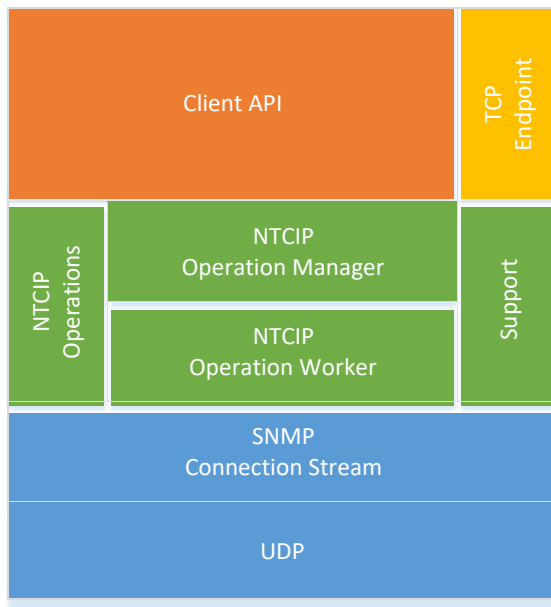 Client API
TCP
Endpoint
NTCIP
Operations
NTCIP
Operation Manager
NTCIP
Operation Worker
Support
SNMP
Connection Stream
UDP